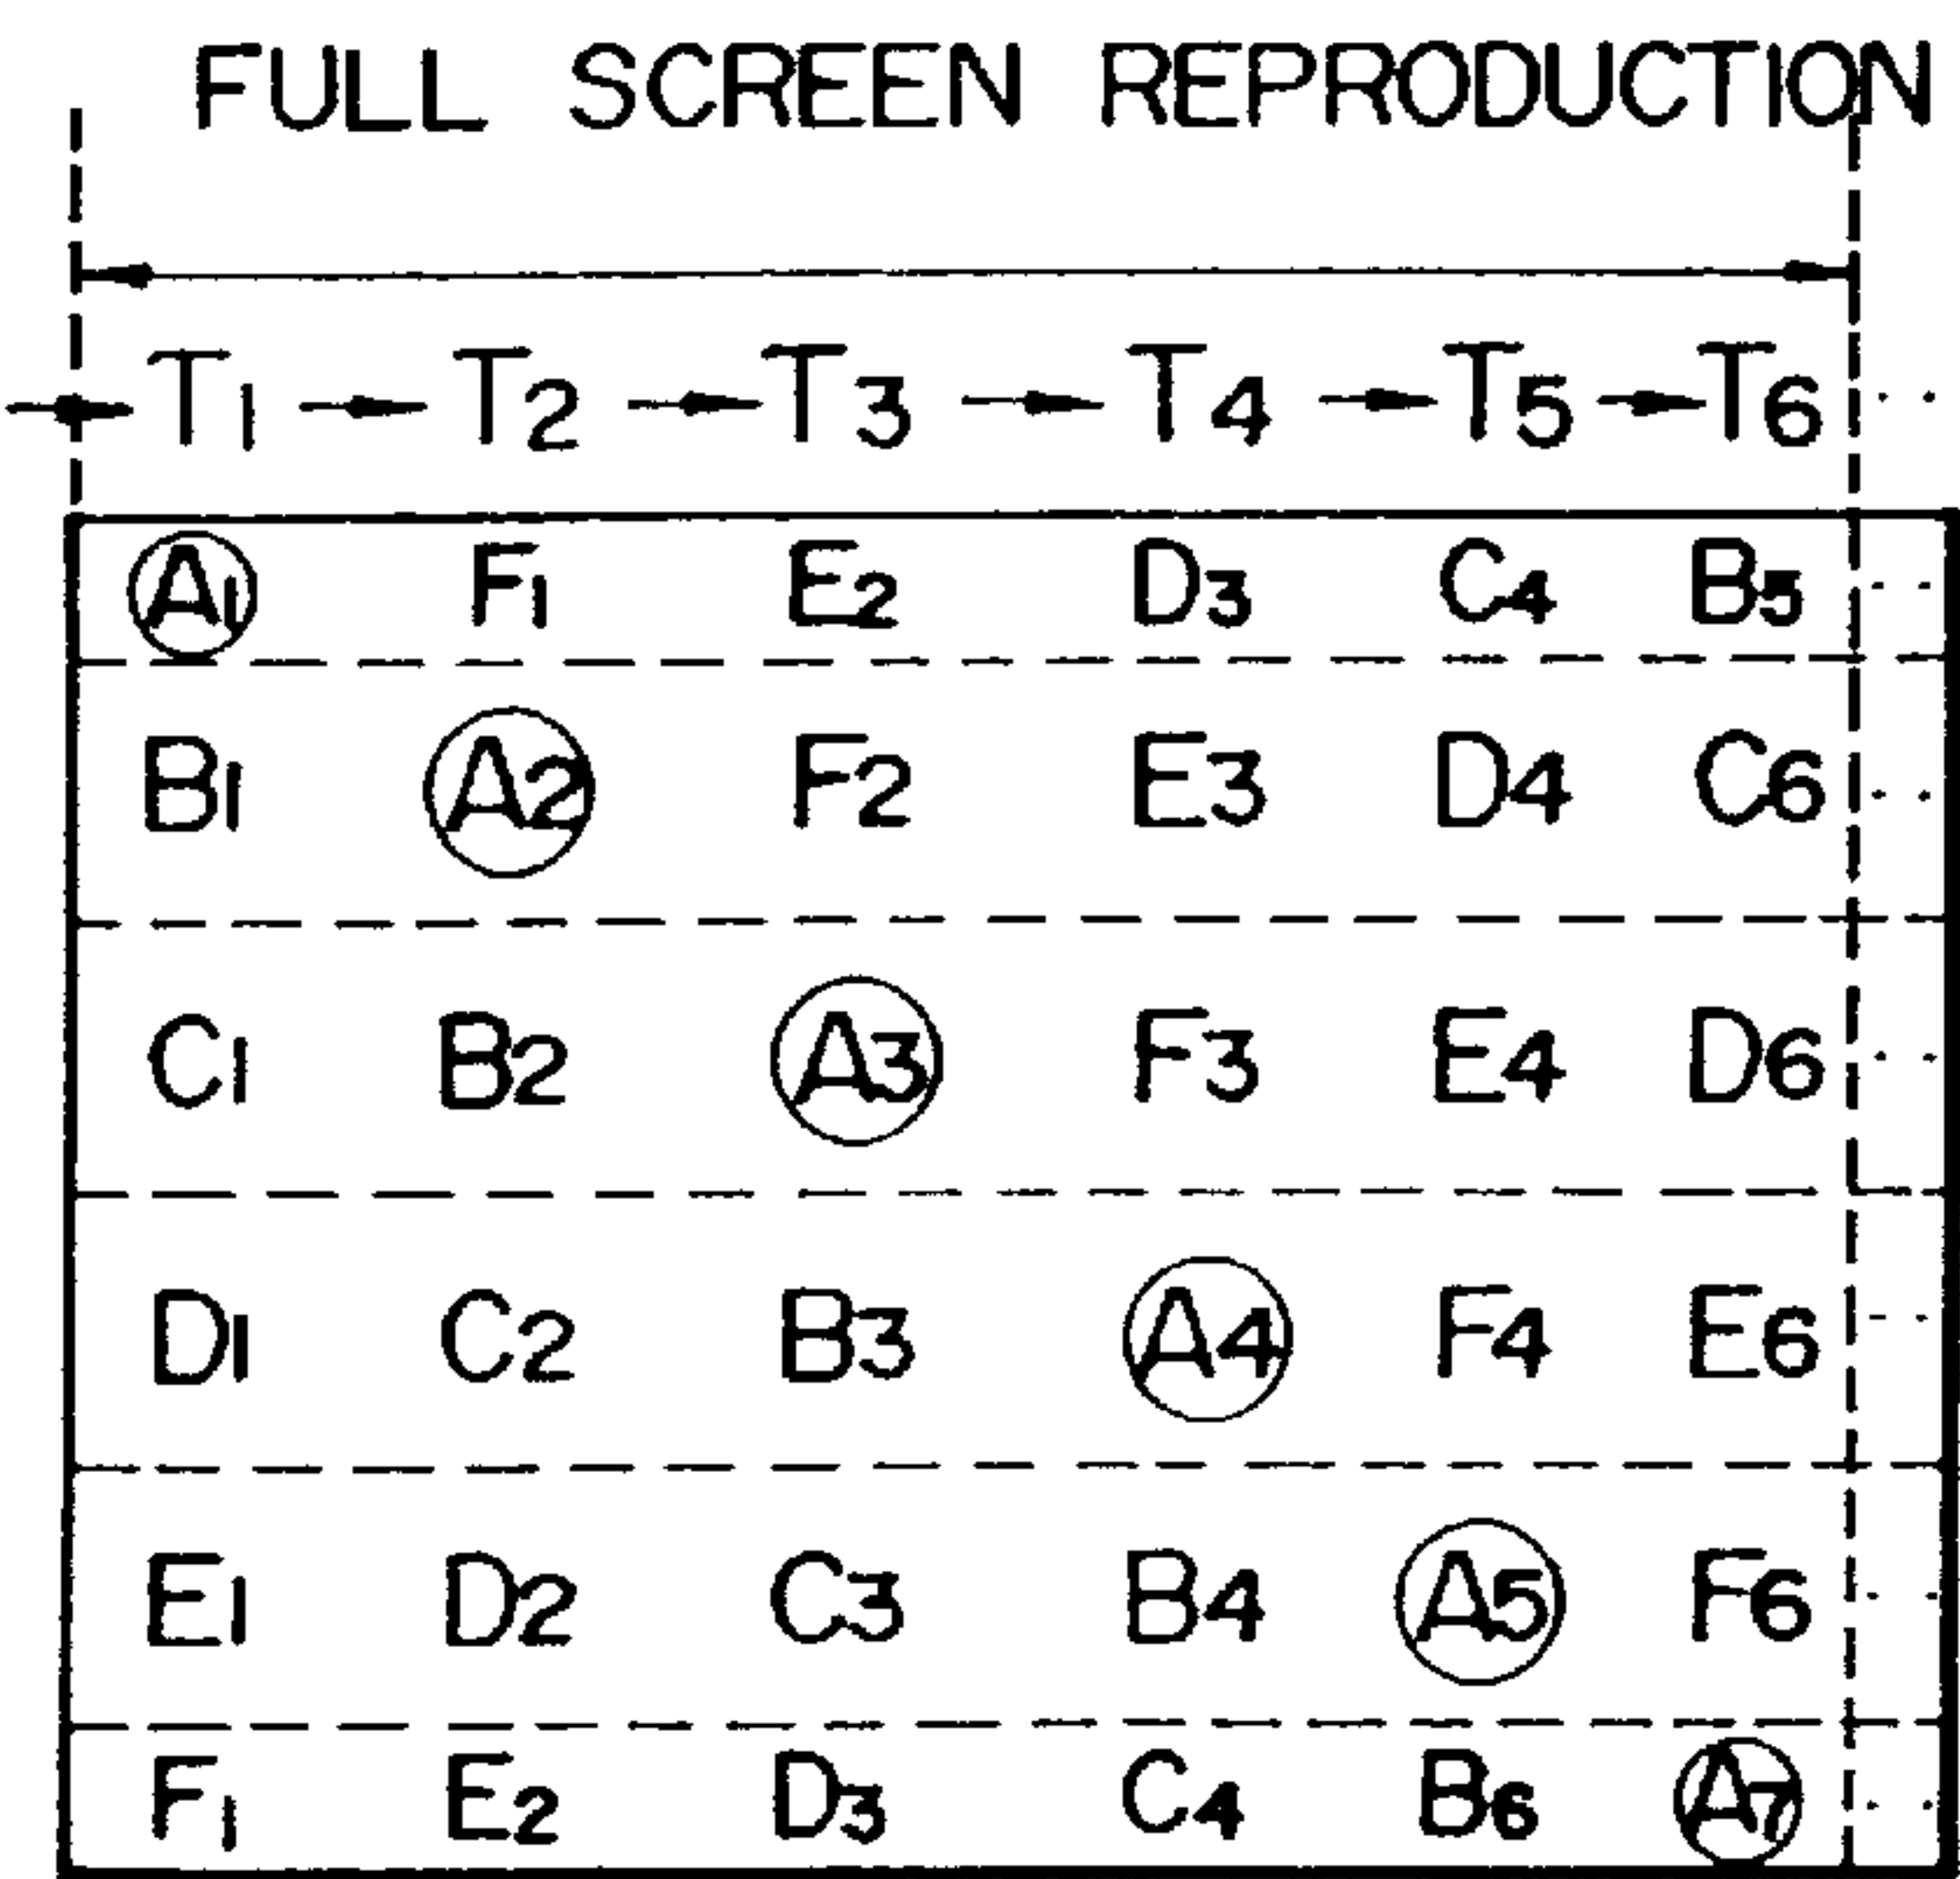 FULL SCREEN REPRODUCTION
T1 T2 T3 T4 T5 T6 ··
A1 F1 E2 D3 C4 B5 ··
B1 A2 F2 E3 D4 C6 ··
C1 B2 A3 F3 E4 D6 ··
D1 C2 B3 A4 F4 E6 ··
E1 D2 C3 B4 A5 F6 ··
F1 E2 D3 C4 B6 A7 ··